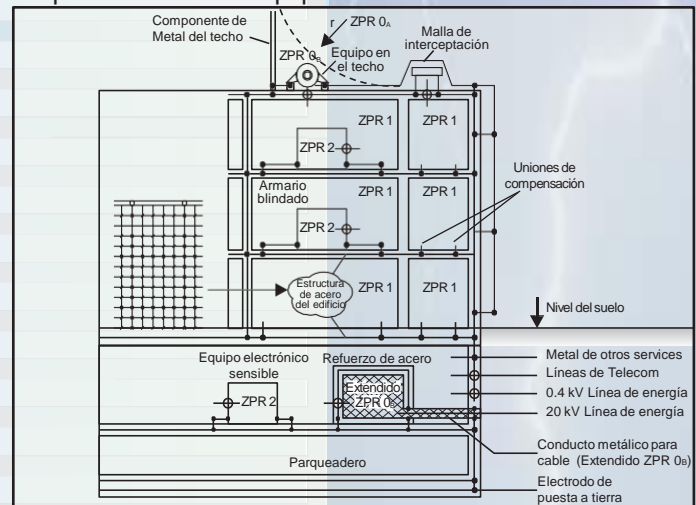 Componente de
Metal del techo
r
ZPR 0A
ZPR 0B
Equipo en
el techo
Malla de
interceptación
ZPR 1
ZPR 1
ZPR 2
Armario
blindado
ZPR 1
ZPR 1
ZPR 2
Uniones de
compensación
Estructura
de acero
del edificio
ZPR 1
ZPR 1
Nivel del suelo
Equipo electrónico
sensible
ZPR 2
Refuerzo de acero
Extendido
ZPR 0B
Metal de otros services
Líneas de Telecom
0.4 kV Línea de energía
20 kV Línea de energía
Conducto metálico para
cable (Extendido ZPR 0B)
Parqueadero
Electrodo de
puesta a tierra